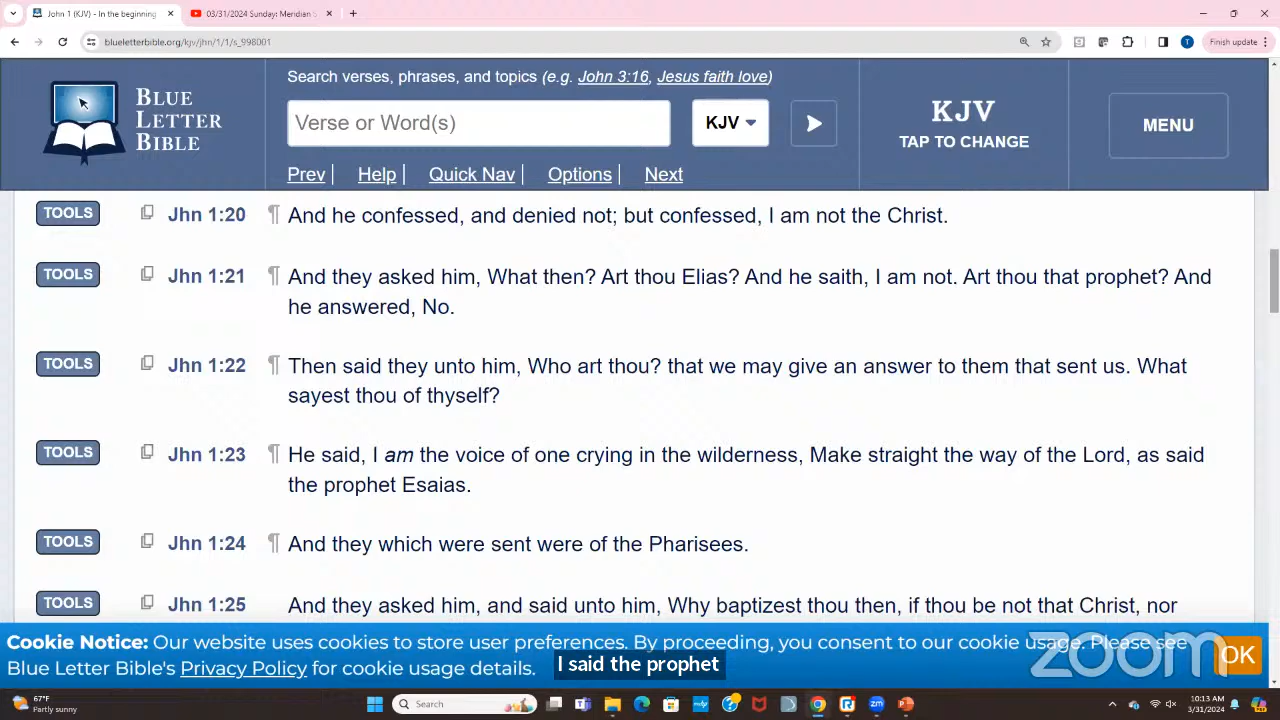 John 1 (KJV) - In the beginning
03/31/2024 Sunday: Meridian S
blueletterbible.org/kjv/jhn/1/1/s_998001
Finish update
Search verses, phrases, and topics (e.g. John 3:16, Jesus faith love)
BLUE
LETTER
BIBLE
Verse or Word(s)
KJV
KJV
TAP TO CHANGE
MENU
Prev | Help | Quick Nav | Options | Next
TOOLS Jhn 1:20 ¶ And he confessed, and denied not; but confessed, I am not the Christ.
TOOLS Jhn 1:21 ¶ And they asked him, What then? Art thou Elias? And he saith, I am not. Art thou that prophet? And
he answered, No.
TOOLS Jhn 1:22 ¶ Then said they unto him, Who art thou? that we may give an answer to them that sent us. What
sayest thou of thyself?
TOOLS Jhn 1:23 ¶ He said, I am the voice of one crying in the wilderness, Make straight the way of the Lord, as said
the prophet Esaias.
TOOLS Jhn 1:24 ¶ And they which were sent were of the Pharisees.
TOOLS Jhn 1:25 And they asked him, and said unto him, Why baptizest thou then, if thou be not that Christ, nor
Cookie Notice: Our website uses cookies to store user preferences. By proceeding, you consent to our cookie usage. Please see
Blue Letter Bible's Privacy Policy for cookie usage details.
OK
zoom
I said the prophet
67°F
Partly sunny
Search
10:13 AM
3/31/2024